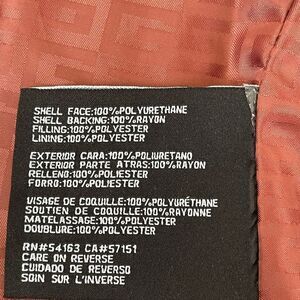 SHELL FACE:100%POLYURETHANE
SHELL BACKING:100%RAYON
FILLING:100%POLYESTER
LINING:100%POLYESTER
EXTERIOR CARA:100%POLIURETANO
EXTERIOR PARTE ATRAS:100%RAYON
RELLENO:100%POLIESTER
FORRO:100%POLIESTER
VISAGE DE COQUILLE:100%POLYURÉTHANE
SOUTIEN DE COQUILLE:100%RAYONNE
MATELASSAGE:100%POLYESTER
DOUBLURE:100%POLYESTER
RN#54163 CA#57151
CARE ON REVERSE
CUIDADO DE REVERSO
SOIN SUR L'INVERSE